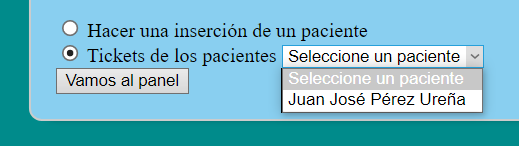 Hacer una inserción de un paciente
Tickets de los pacientes Seleccione un paciente
Seleccione un paciente
Vamos al panel
Juan José Pérez Ureña